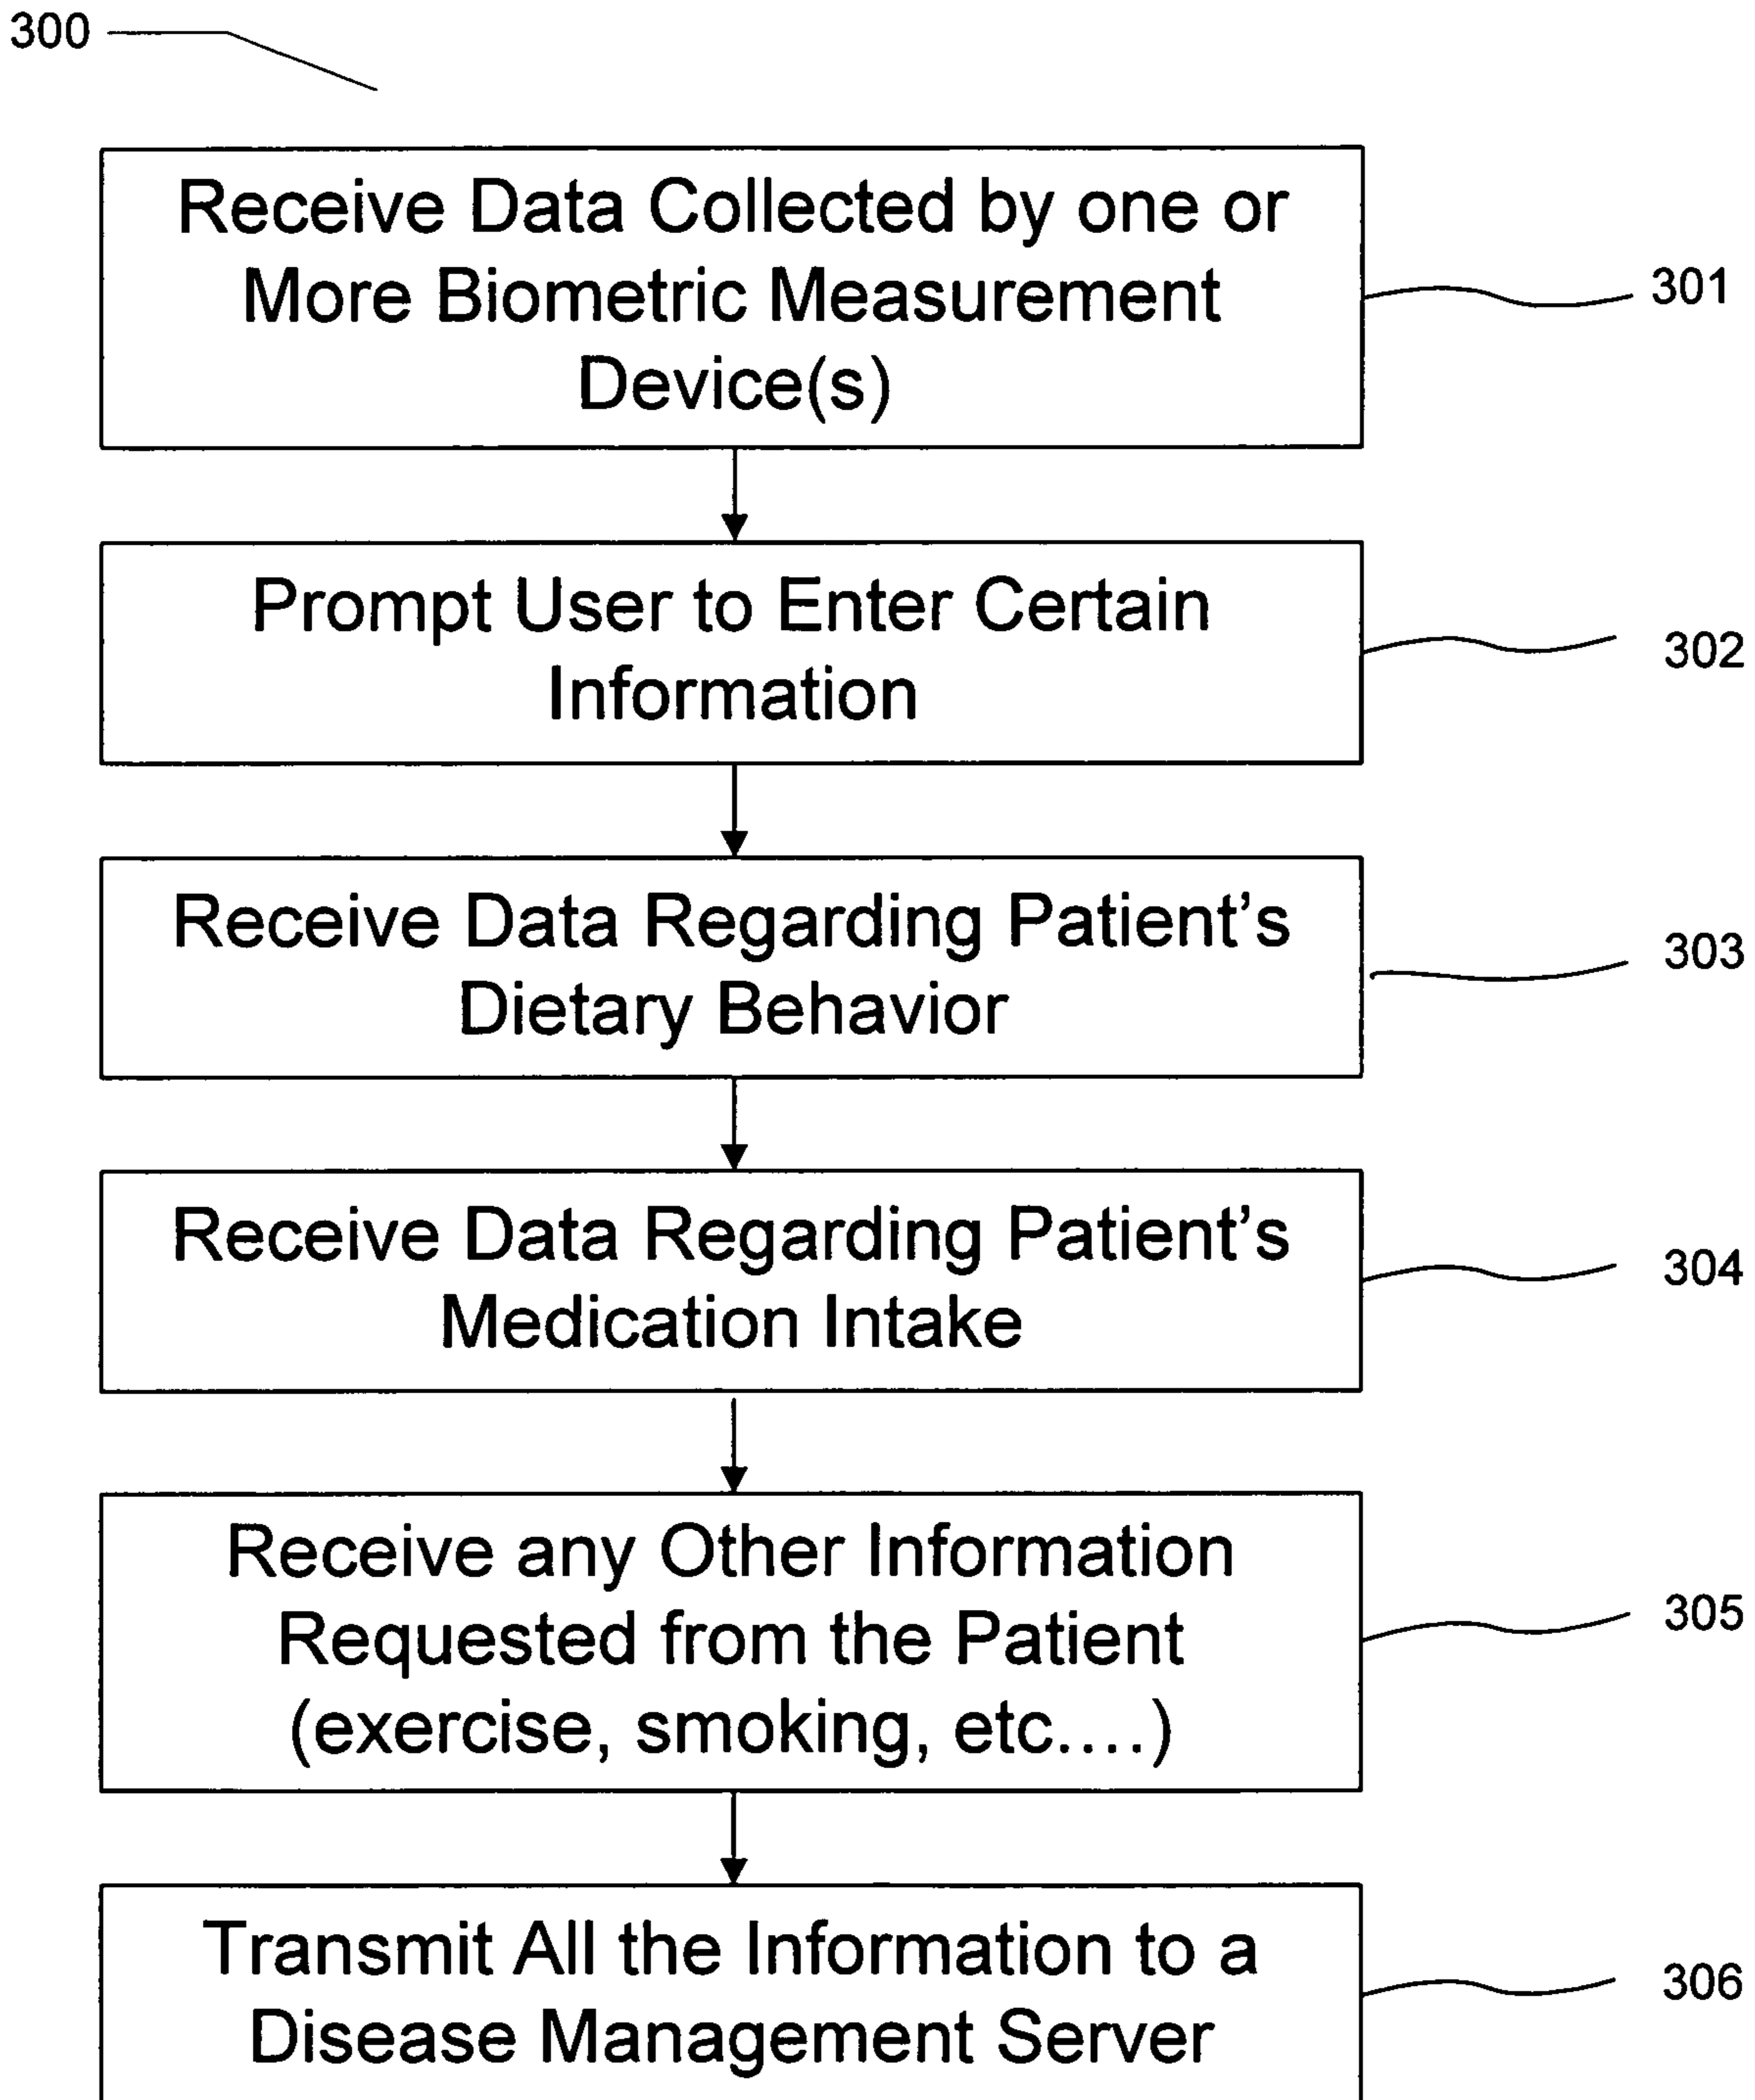 300
Receive Data Collected by one or
More Biometric Measurement
Device(s)
301
Prompt User to Enter Certain
Information
302
Receive Data Regarding Patient’s
Dietary Behavior
303
Receive Data Regarding Patient’s
Medication Intake
304
Receive any Other Information
Requested from the Patient
(exercise, smoking, etc....)
305
Transmit All the Information to a
Disease Management Server
306